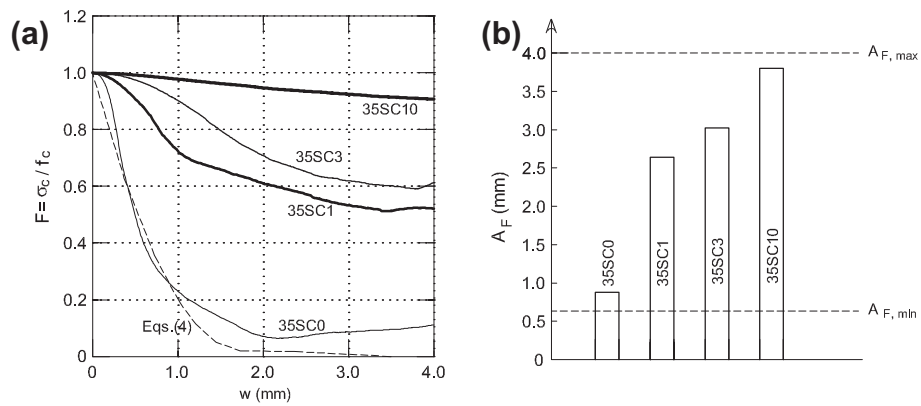 (a)
1.2
1.0
0.8
0.6
0.4
0.2
0
F = σc / fc
35SC10
35SC3
35SC1
35SC0
Eqs.(4)
0 1.0 2.0 3.0 4.0
w (mm)
(b)
4.0
3.5
3.0
2.5
2.0
1.5
1.0
0.5
0
AF (mm)
AF, max
AF, min
35SC0
35SC1
35SC3
35SC10